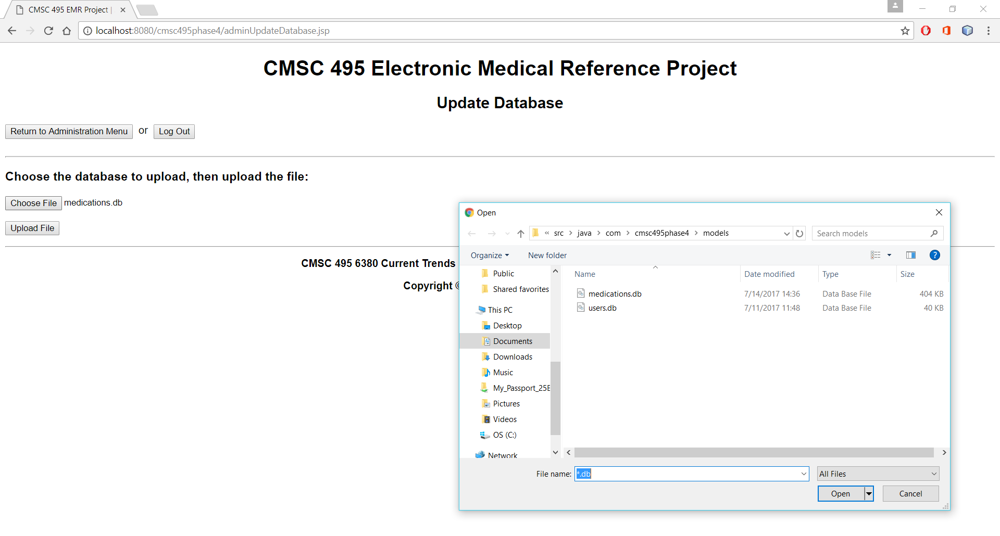 CMSC 495 EMR Project |
localhost:8080/cmsc495phase4/adminUpdateDatabase.jsp
CMSC 495 Electronic Medical Reference Project
Update Database
Return to Administration Menu or Log Out
Choose the database to upload, then upload the file:
Choose File medications.db
Upload File
CMSC 495 6380 Current Trends
Copyright ©
Open
« src > java > com > cmsc495phase4 > models
Search models
Organize New folder
Public
Shared favorites
This PC
Desktop
Documents
Downloads
Music
My_Passport_25E
Pictures
Videos
OS (C:)
Network
Name Date modified Type Size
medications.db 7/14/2017 14:36 Data Base File 404 KB
users.db 7/11/2017 11:48 Data Base File 40 KB
File name: *.db All Files
Open Cancel